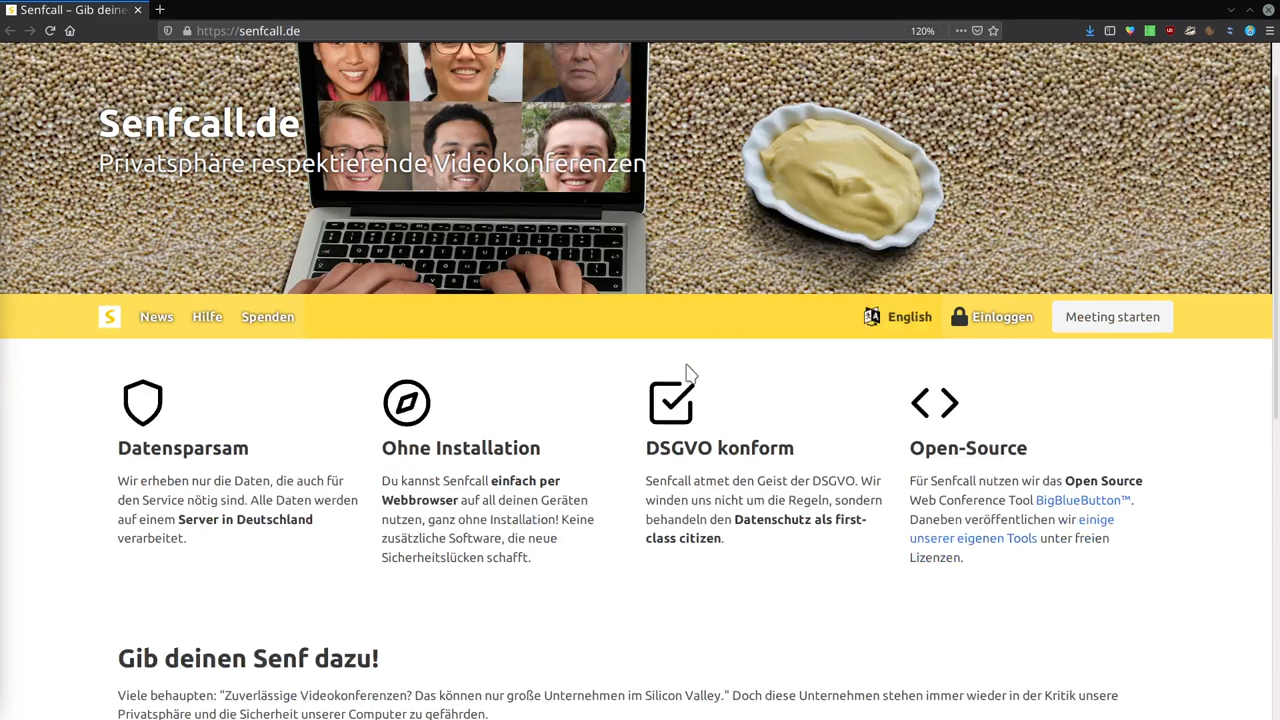 Senfcall – Gib deine
https://senfcall.de
120%
Senfcall.de
Privatsphäre respektierende Videokonferenzen
S
News
Hilfe
Spenden
English
Einloggen
Meeting starten
Datensparsam
Wir erheben nur die Daten, die auch für
den Service nötig sind. Alle Daten werden
auf einem Server in Deutschland
verarbeitet.
Ohne Installation
Du kannst Senfcall einfach per
Webbrowser auf all deinen Geräten
nutzen, ganz ohne Installation! Keine
zusätzliche Software, die neue
Sicherheitslücken schafft.
DSGVO konform
Senfcall atmet den Geist der DSGVO. Wir
winden uns nicht um die Regeln, sondern
behandeln den Datenschutz als first-
class citizen.
Open-Source
Für Senfcall nutzen wir das Open Source
Web Conference Tool BigBlueButton™.
Daneben veröffentlichen wir einige
unserer eigenen Tools unter freien
Lizenzen.
Gib deinen Senf dazu!
Viele behaupten: "Zuverlässige Videokonferenzen? Das können nur große Unternehmen im Silicon Valley." Doch diese Unternehmen stehen immer wieder in der Kritik unsere
Privatsphäre und die Sicherheit unserer Computer zu gefährden.